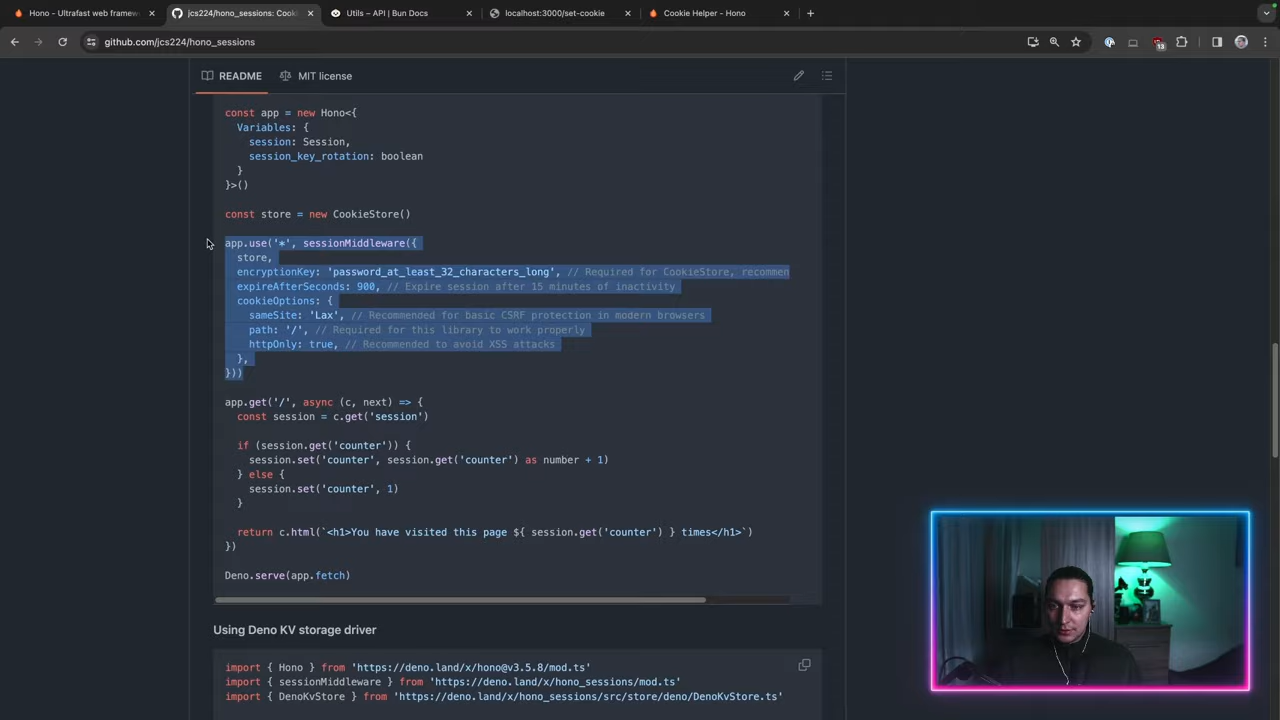 Hono - Ultrafast web framew
jcs224/hono_sessions: Cook
Utils – API | Bun Docs
localhost:3000/set-cookie
Cookie Helper - Hono
github.com/jcs224/hono_sessions
13
README
MIT license
const app = new Hono<{
Variables: {
session: Session,
session_key_rotation: boolean
}
}>()
const store = new CookieStore()
app.use('*', sessionMiddleware({
store,
encryptionKey: 'password_at_least_32_characters_long', // Required for CookieStore, recommen
expireAfterSeconds: 900, // Expire session after 15 minutes of inactivity
cookieOptions: {
sameSite: 'Lax', // Recommended for basic CSRF protection in modern browsers
path: '/', // Required for this library to work properly
httpOnly: true, // Recommended to avoid XSS attacks
},
}))
app.get('/', async (c, next) => {
const session = c.get('session')
if (session.get('counter')) {
session.set('counter', session.get('counter') as number + 1)
} else {
session.set('counter', 1)
}
return c.html(`<h1>You have visited this page ${ session.get('counter') } times</h1>`)
})
Deno.serve(app.fetch)
Using Deno KV storage driver
import { Hono } from 'https://deno.land/x/hono@v3.5.8/mod.ts'
import { sessionMiddleware } from 'https://deno.land/x/hono_sessions/mod.ts'
import { DenoKvStore } from 'https://deno.land/x/hono_sessions/src/store/deno/DenoKvStore.ts'